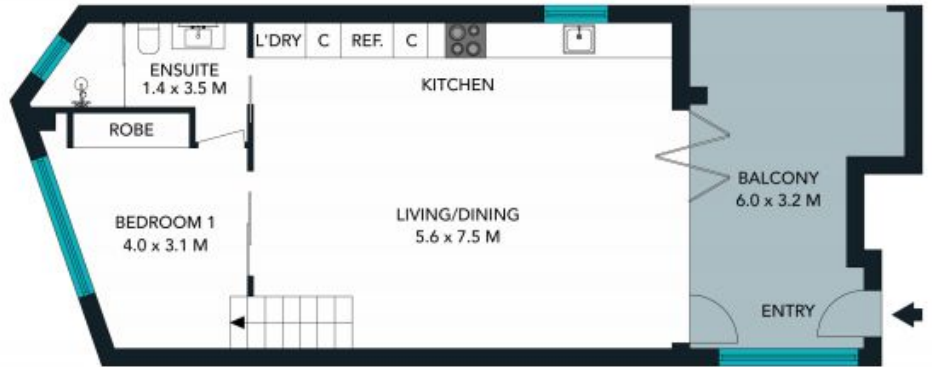 L'DRY C REF. C
ENSUITE
1.4 x 3.5 M
KITCHEN
ROBE
BEDROOM 1
4.0 x 3.1 M
LIVING/DINING
5.6 x 7.5 M
BALCONY
6.0 x 3.2 M
ENTRY